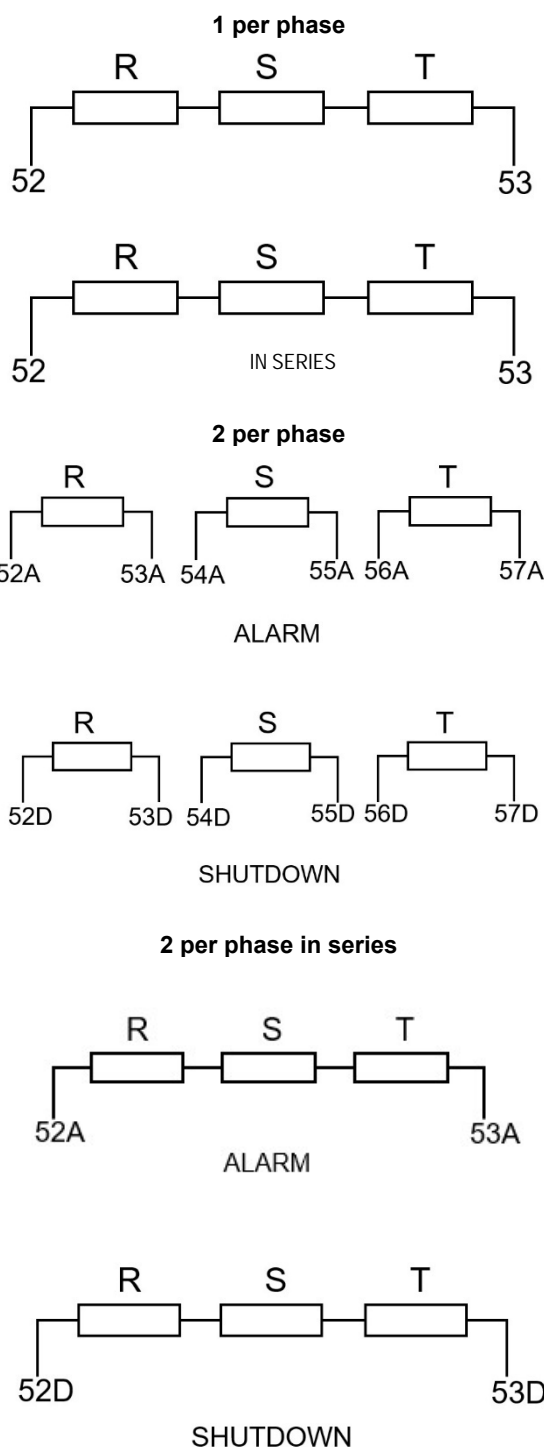 1 per phase
R S T
52 53
R S T
52 53
IN SERIES
2 per phase
R S T
52A 53A 54A 55A 56A 57A
ALARM
R S T
52D 53D 54D 55D 56D 57D
SHUTDOWN
2 per phase in series
R S T
52A 53A
ALARM
R S T
52D 53D
SHUTDOWN